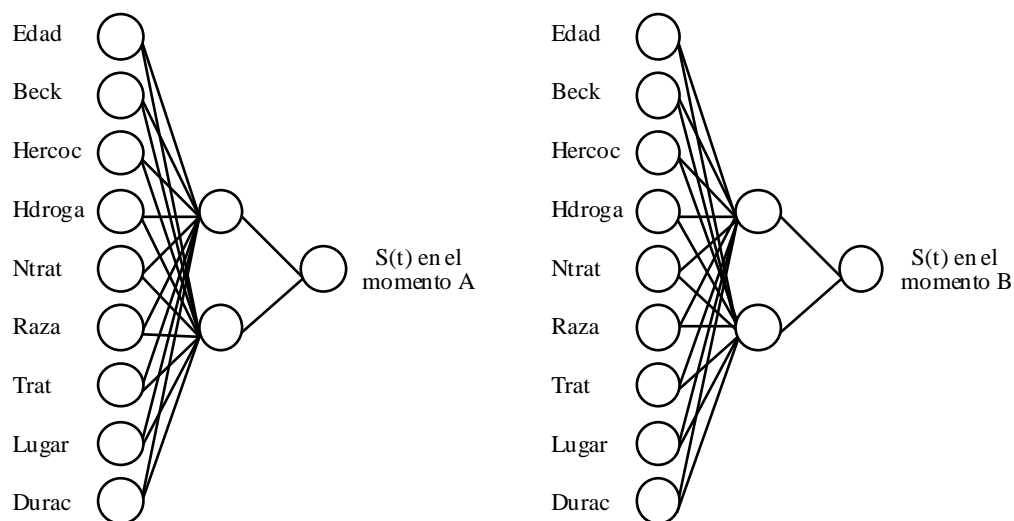 Edad
Beck
Hercoc
Hdroga
Ntrat
Raza
Trat
Lugar
Durac
S(t) en el
momento A
Edad
Beck
Hercoc
Hdroga
Ntrat
Raza
Trat
Lugar
Durac
S(t) en el
momento B